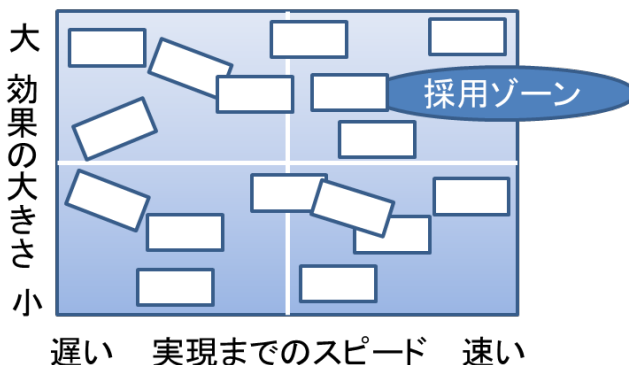 大 効果の大きさ 小
採用ゾーン
遅い 実現までのスピード 速い